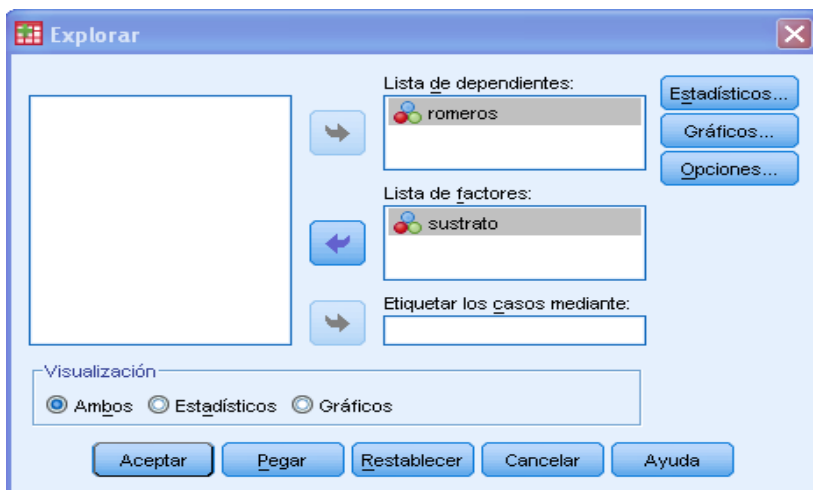 Explorar
Lista de dependientes:
romeros
Estadísticos...
Gráficos...
Opciones...
Lista de factores:
sustrato
Etiquetar los casos mediante:
Visualización
Ambos Estadísticos Gráficos
Aceptar Pegar Restablecer Cancelar Ayuda